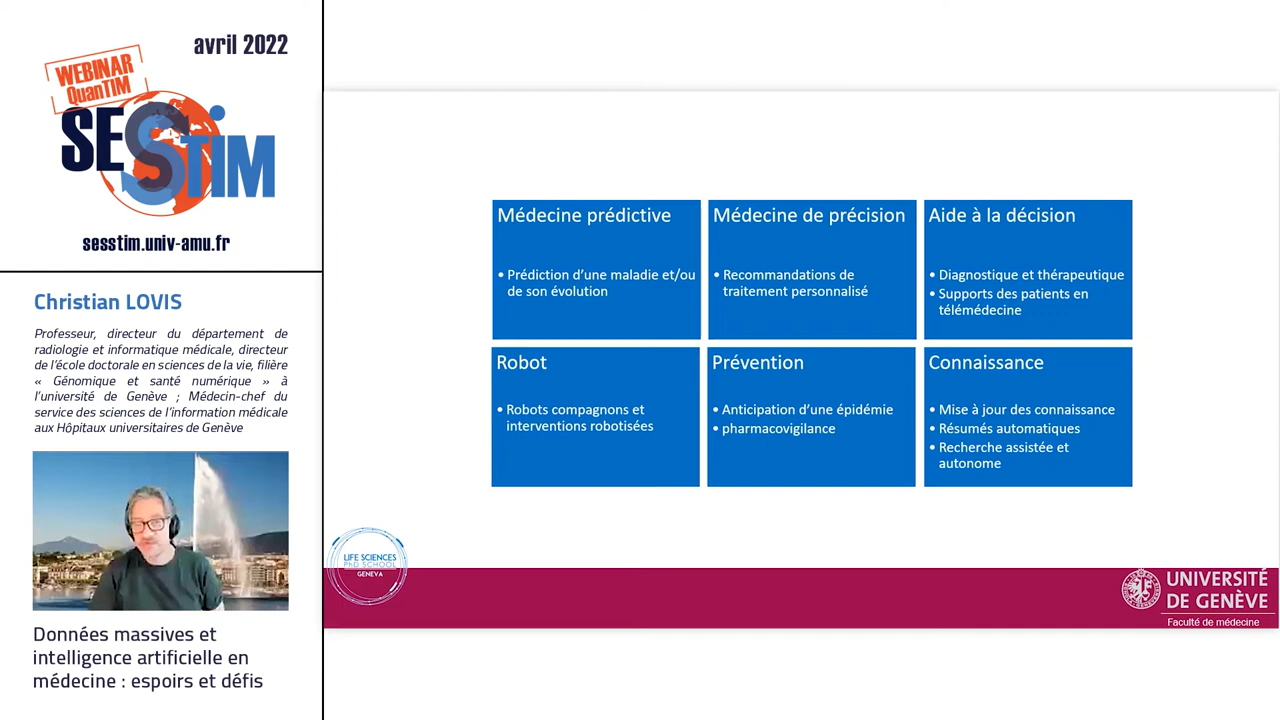 avril 2022
WEBINAR
QuanTIM
SESSTIM
sesstim.univ-amu.fr
Christian LOVIS
Professeur, directeur du département de
radiologie et informatique médicale, directeur
de l'école doctorale en sciences de la vie, filière
« Génomique et santé numérique » à
l'université de Genève ; Médecin-chef du
service des sciences de l'information médicale
aux Hôpitaux universitaires de Genève
Données massives et
intelligence artificielle en
médecine : espoirs et défis
Médecine prédictive
• Prédiction d'une maladie et/ou
de son évolution
Médecine de précision
• Recommandations de
traitement personnalisé
Aide à la décision
• Diagnostique et thérapeutique
• Supports des patients en
télémédecine
Robot
• Robots compagnons et
interventions robotisées
Prévention
• Anticipation d'une épidémie
• pharmacovigilance
Connaissance
• Mise à jour des connaissance
• Résumés automatiques
• Recherche assistée et
autonome
LIFE SCIENCES
PhD SCHOOL
GENEVA
UNIVERSITÉ
DE GENÈVE
Faculté de médecine